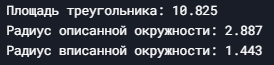 Площадь треугольника: 10.825
Радиус описанной окружности: 2.887
Радиус вписанной окружности: 1.443